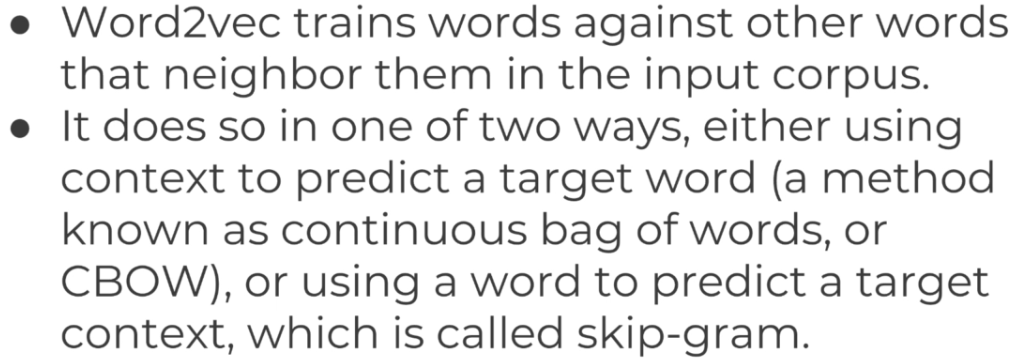 ● Word2vec trains words against other words
that neighbor them in the input corpus.
● It does so in one of two ways, either using
context to predict a target word (a method
known as continuous bag of words, or
CBOW), or using a word to predict a target
context, which is called skip-gram.